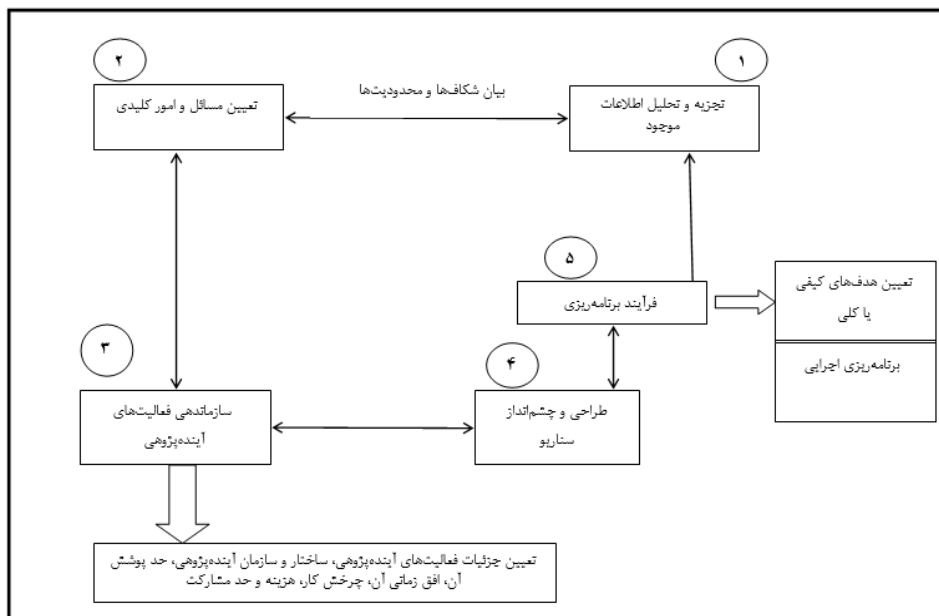 ۱
تجزیه و تحلیل اطلاعات
موجود
بیان شکاف‌ها و محدودیت‌ها
۲
تعیین مسائل و امور کلیدی
۳
سازماندهی فعالیت‌های
آینده‌پژوهی
تعیین جزئیات فعالیت‌های آینده‌پژوهی، ساختار و سازمان آینده‌پژوهی، حد پوشش
آن، افق زمانی آن، چرخش کار، هزینه و حد مشارکت
۴
طراحی و چشم‌انداز
سناریو
۵
فرآیند برنامه‌ریزی
تعیین هدف‌های کیفی
یا کلی
برنامه‌ریزی اجرایی